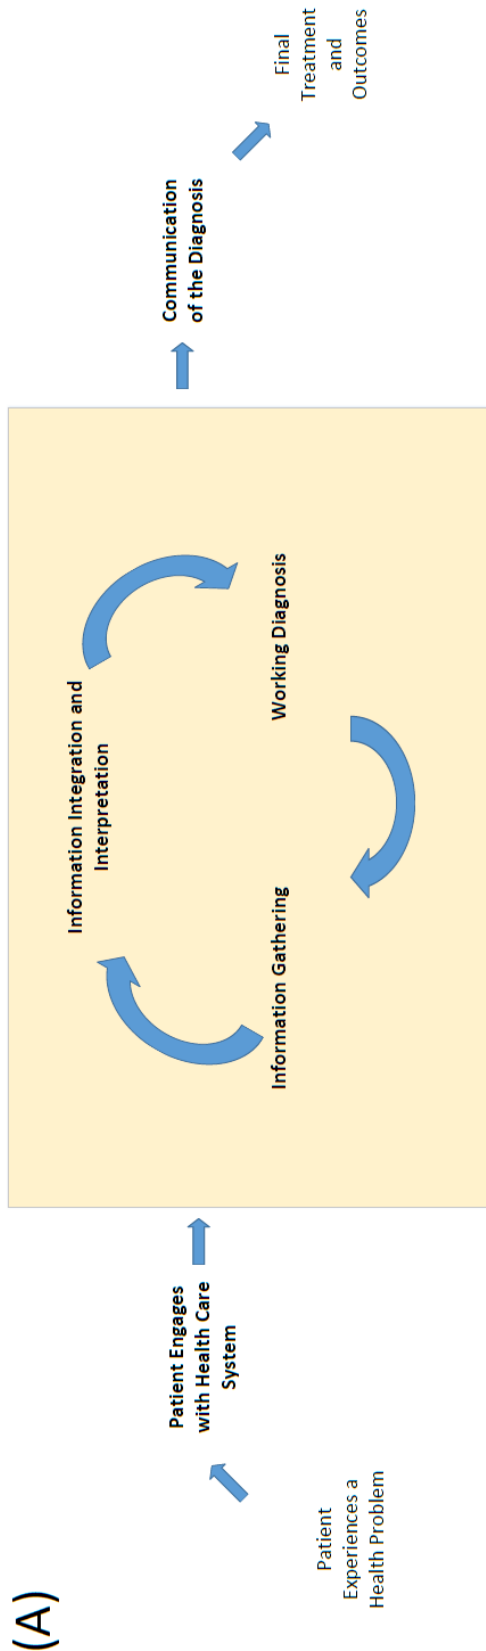 (A)
Patient
Experiences a
Health Problem
Patient Engages
with Health Care
System
Information Gathering
Information Integration and
Interpretation
Working Diagnosis
Communication
of the Diagnosis
Final
Treatment
and
Outcomes